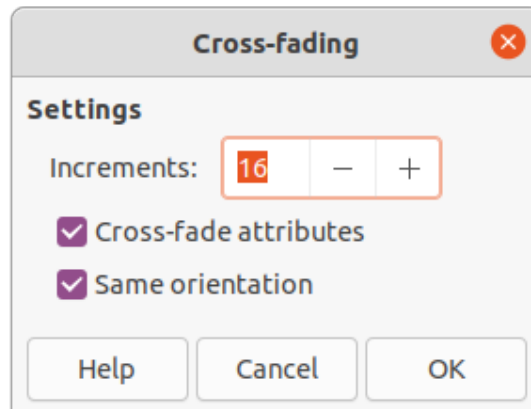 Cross-fading
Settings
Increments: 16
Cross-fade attributes
Same orientation
Help Cancel OK